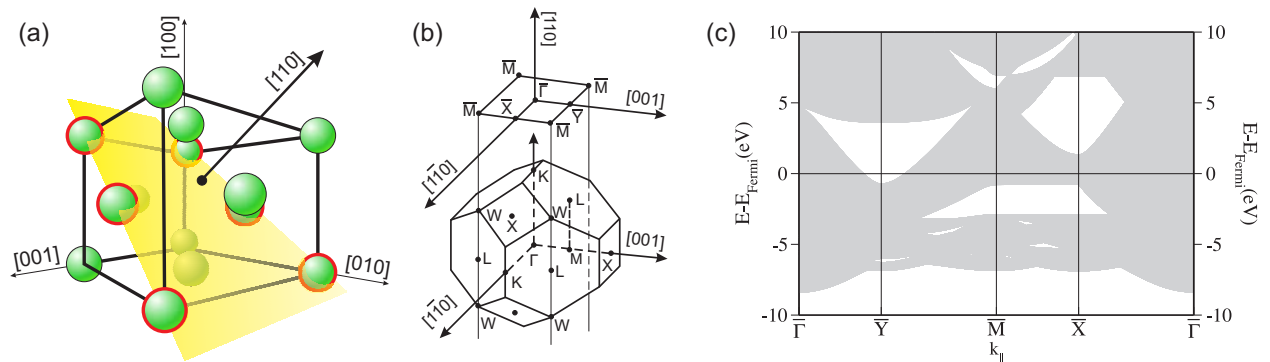 (a)
[100]
[110]
[001]
[010]
(b)
[110]
M̅
M̅
Γ̅
[001]
X̅
Y̅
M̅
M̅
[11̅0]
K
W
W
L
X
[001]
Γ
M
X
L
L
K
[11̅0]
W
W
(c)
10
5
0
-5
-10
E-E_Fermi(eV)
10
5
0
-5
-10
E-E_Fermi(eV)
Γ̅ Y̅ M̅ X̅ Γ̅
k_∥